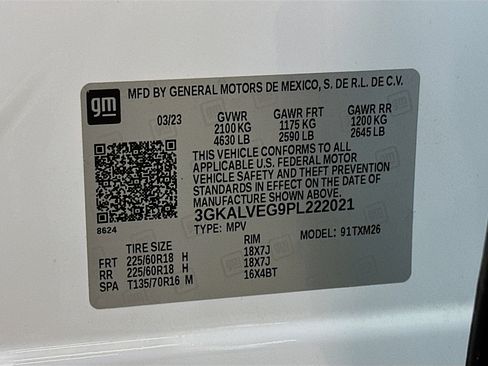 gm
MFD BY GENERAL MOTORS DE MEXICO, S. DE R.L. DE C.V.
03/23 GVWR GAWR FRT GAWR RR
2100 KG 1175 KG 1200 KG
4630 LB 2590 LB 2645 LB
THIS VEHICLE CONFORMS TO ALL
APPLICABLE U.S. FEDERAL MOTOR
VEHICLE SAFETY AND THEFT PREVENTION
STANDARDS IN EFFECT ON THE DATE OF
MANUFACTURE SHOWN ABOVE.
3GKALVEG9PL222021
8624
TYPE: MPV MODEL: 91TXM26
TIRE SIZE RIM
FRT 225/60R18 H 18X7J
RR 225/60R18 H 18X7J
SPA T135/70R16 M 16X4BT